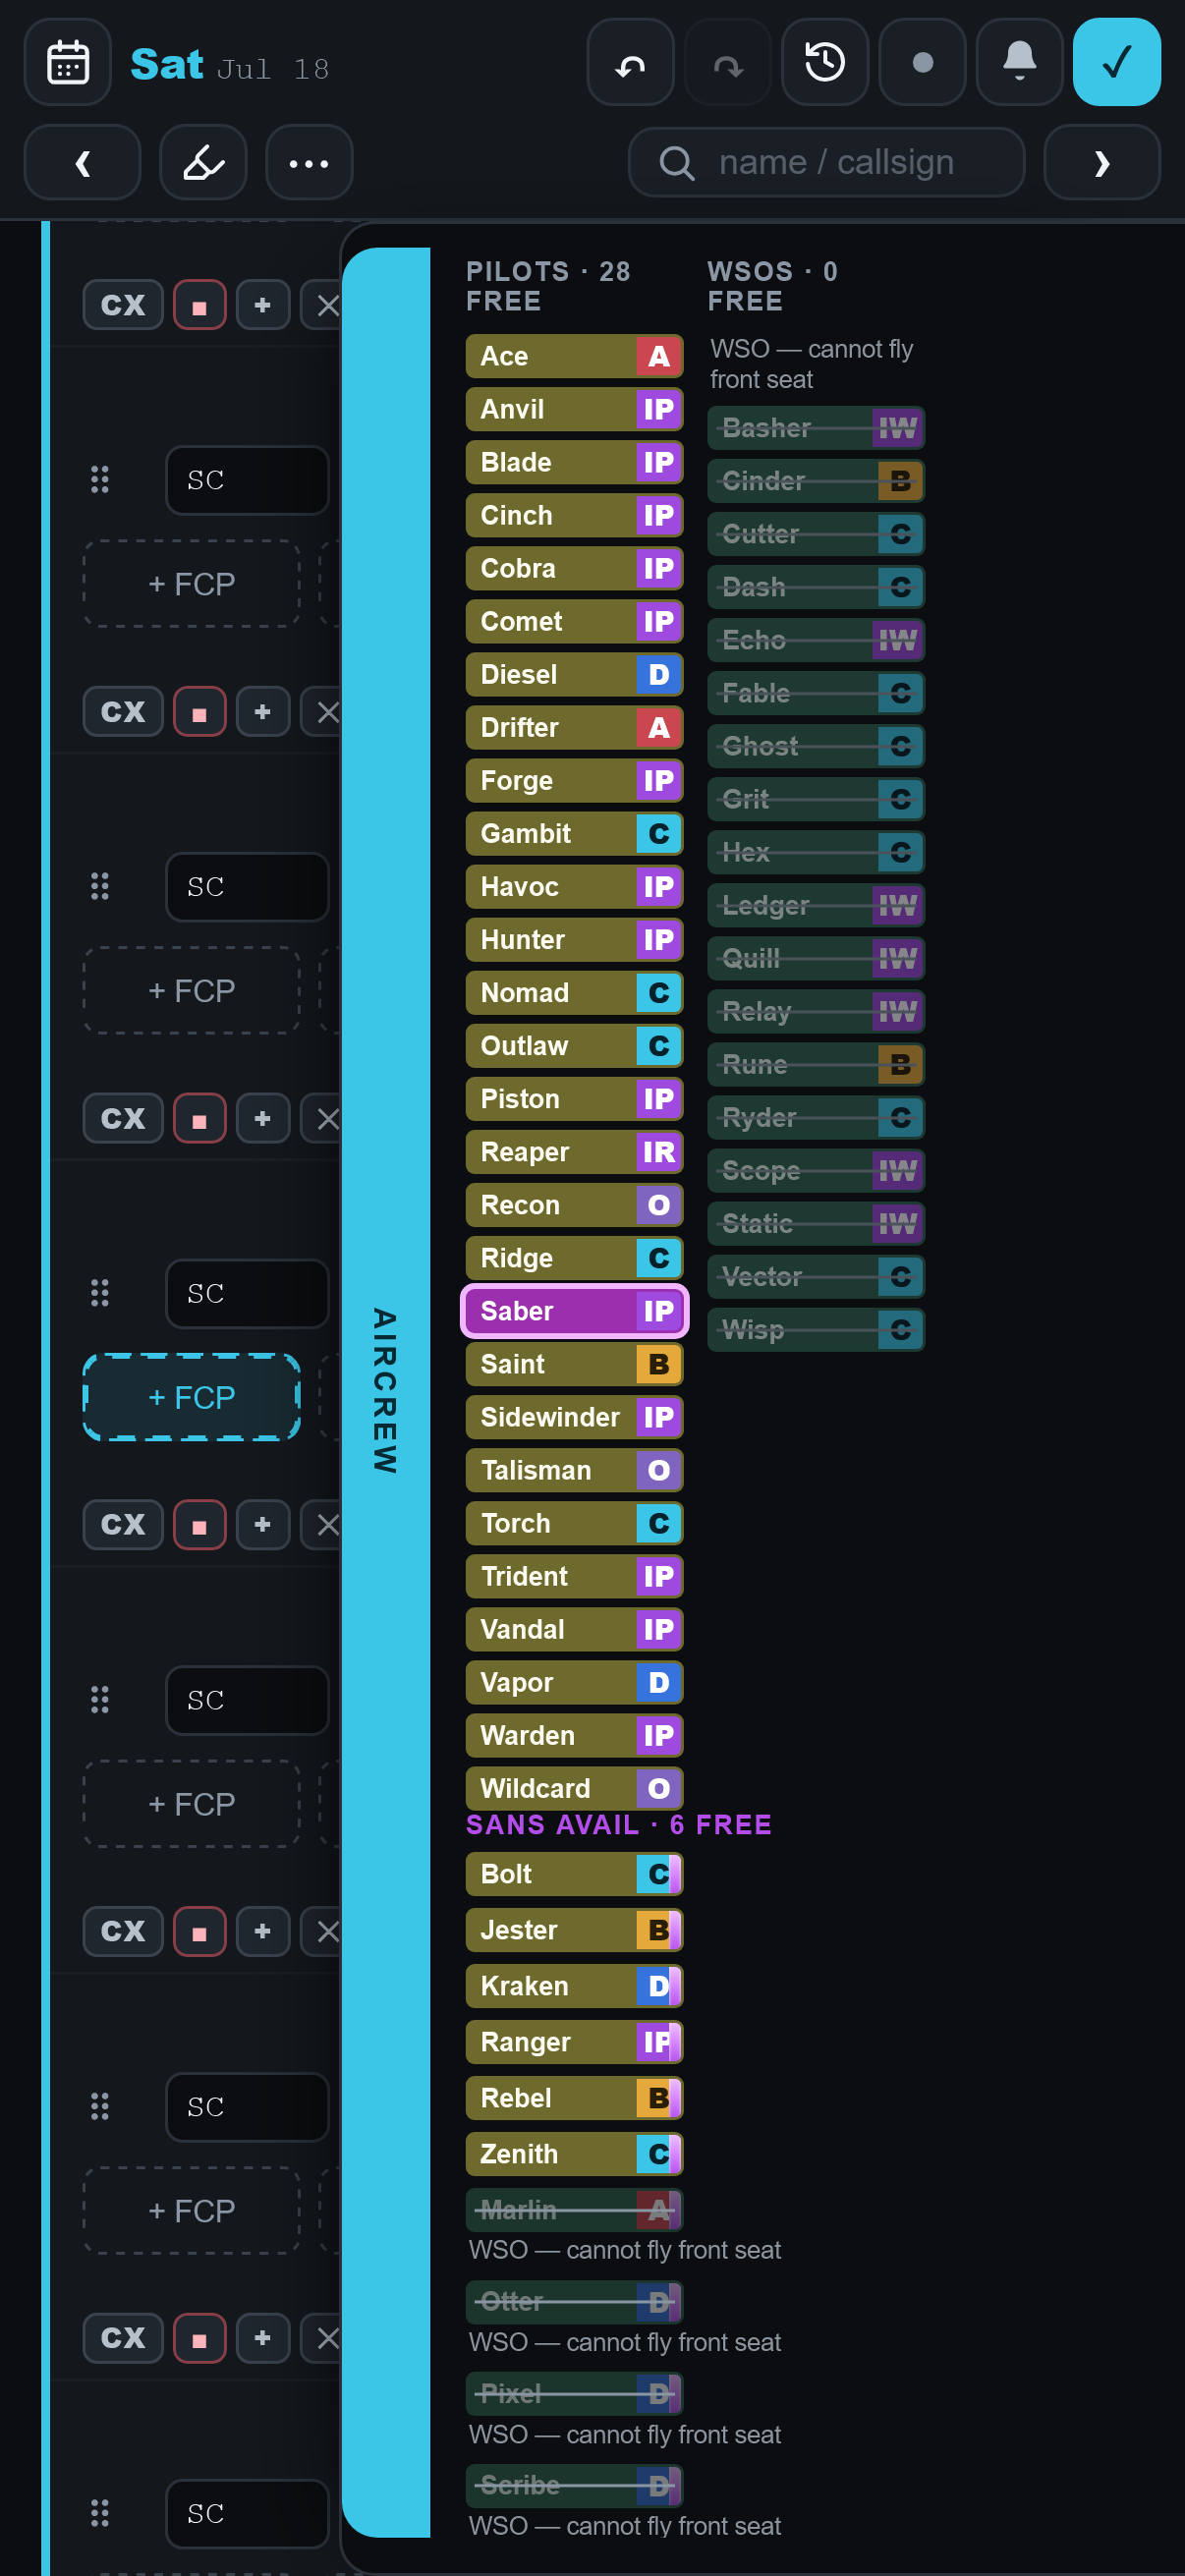 Sat Jul 18
name / callsign
CX
SC
+ FCP
CX
SC
+ FCP
CX
SC
+ FCP
CX
SC
+ FCP
CX
SC
+ FCP
CX
SC
AIRCREW
PILOTS · 28
FREE
Ace A
Anvil IP
Blade IP
Cinch IP
Cobra IP
Comet IP
Diesel D
Drifter A
Forge IP
Gambit C
Havoc IP
Hunter IP
Nomad C
Outlaw C
Piston IP
Reaper IR
Recon O
Ridge C
Saber IP
Saint B
Sidewinder IP
Talisman O
Torch C
Trident IP
Vandal IP
Vapor D
Warden IP
Wildcard O
WSOS · 0
FREE
WSO — cannot fly
front seat
Basher IW
Cinder B
Cutter C
Dash C
Echo IW
Fable C
Ghost C
Grit C
Hex C
Ledger IW
Quill IW
Relay IW
Rune B
Ryder C
Scope IW
Static IW
Vector C
Wisp C
SANS AVAIL · 6 FREE
Bolt C
Jester B
Kraken D
Ranger IP
Rebel B
Zenith C
Marlin A
WSO — cannot fly front seat
Otter D
WSO — cannot fly front seat
Pixel D
WSO — cannot fly front seat
Scribe D
WSO — cannot fly front seat